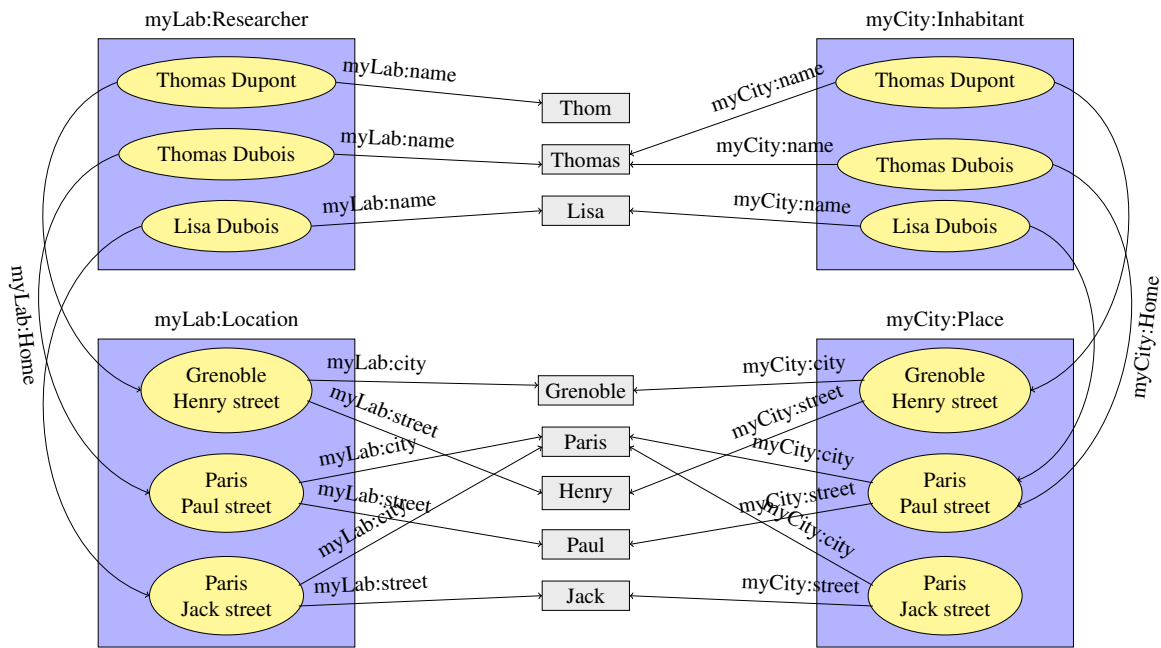 myLab:Researcher
myCity:Inhabitant
Thomas Dupont
myLab:name
Thom
myCity:name
Thomas Dupont
Thomas Dubois
myLab:name
Thomas
myCity:name
Thomas Dubois
Lisa Dubois
myLab:name
Lisa
myCity:name
Lisa Dubois
myLab:Home
myCity:Home
myLab:Location
myCity:Place
Grenoble
Henry street
myLab:city
myLab:street
Grenoble
myCity:city
myCity:street
Grenoble
Henry street
Paris
Paul street
myLab:city
myLab:street
Paris
Henry
myCity:city
myCity:street
Paris
Paul street
Paris
Jack street
myLab:city
myLab:street
Paul
Jack
myCity:city
myCity:street
Paris
Jack street